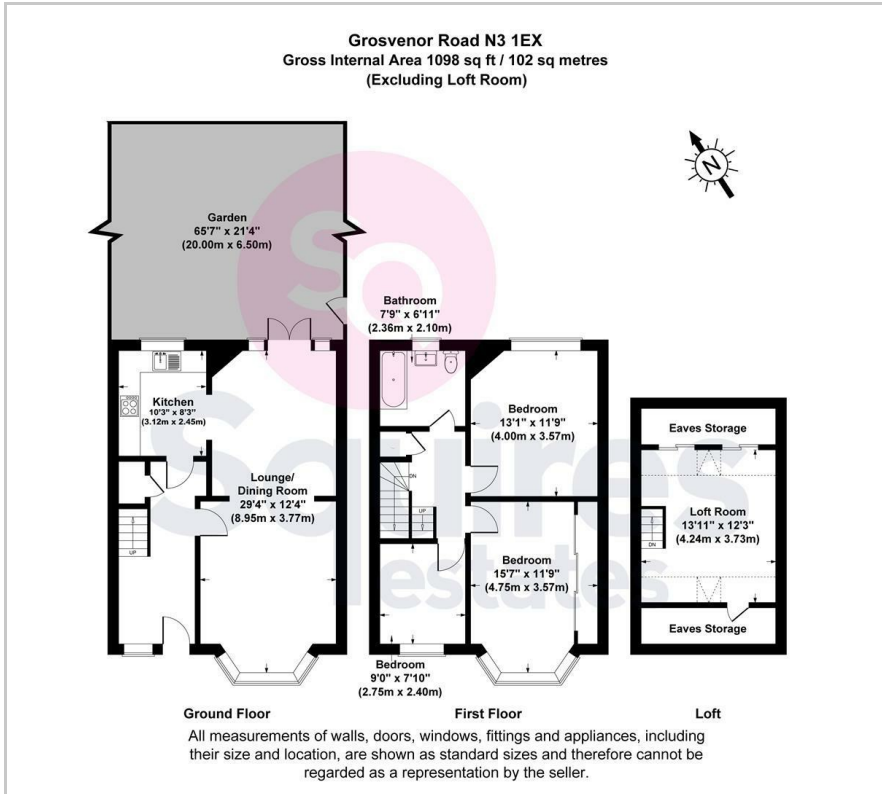 Grosvenor Road N3 1EX
Gross Internal Area 1098 sq ft / 102 sq metres
(Excluding Loft Room)
N
Garden
65'7" x 21'4"
(20.00m x 6.50m)
Bathroom
7'9" x 6'11"
(2.36m x 2.10m)
Kitchen
10'3" x 8'3"
(3.12m x 2.45m)
Bedroom
13'1" x 11'9"
(4.00m x 3.57m)
Eaves Storage
Lounge/
Dining Room
29'4" x 12'4"
(8.95m x 3.77m)
DN
UP
UP
Loft Room
13'11" x 12'3"
(4.24m x 3.73m)
DN
Bedroom
15'7" x 11'9"
(4.75m x 3.57m)
Eaves Storage
Bedroom
9'0" x 7'10"
(2.75m x 2.40m)
Ground Floor
First Floor
Loft
SQ
Squires
estates
All measurements of walls, doors, windows, fittings and appliances, including
their size and location, are shown as standard sizes and therefore cannot be
regarded as a representation by the seller.